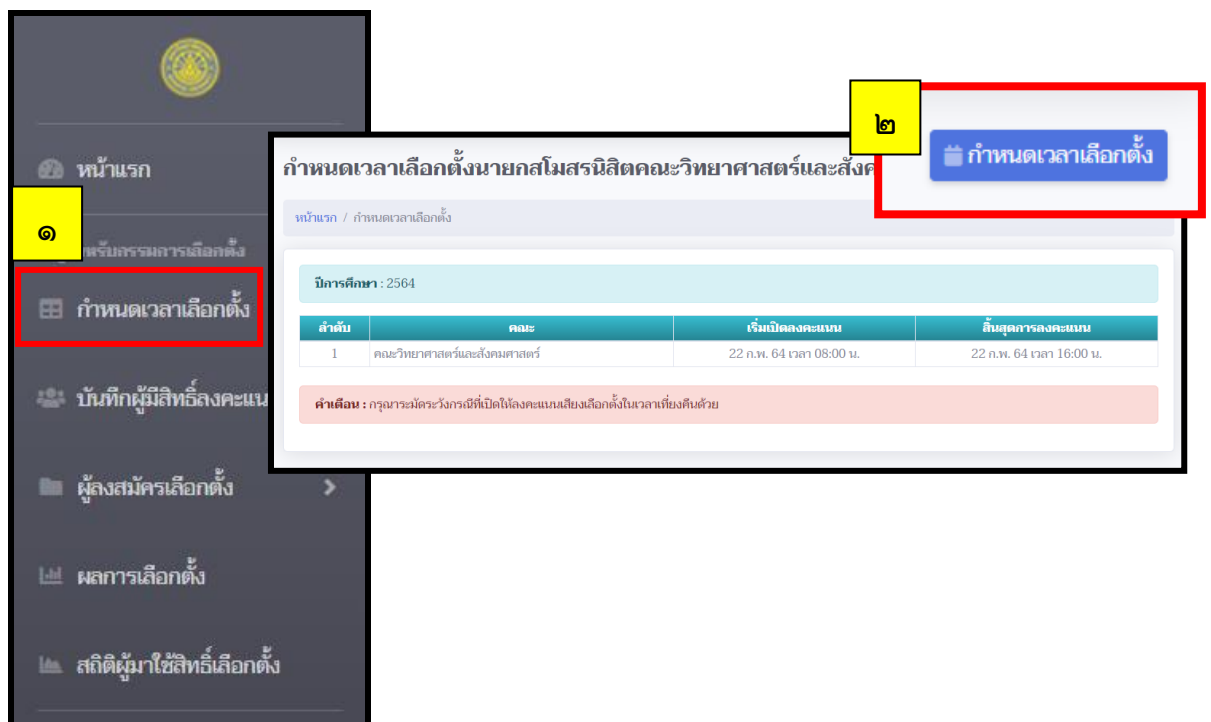 หน้าแรก
๑
หรับกรรมการเลือกตั้ง
กำหนดเวลาเลือกตั้ง
บันทึกผู้มีสิทธิ์ลงคะแน
ผู้ลงสมัครเลือกตั้ง
ผลการเลือกตั้ง
สถิติผู้มาใช้สิทธิ์เลือกตั้ง
๒
กำหนดเวลาเลือกตั้ง
กำหนดเวลาเลือกตั้งนายกสโมสรนิสิตคณะวิทยาศาสตร์และสังค
หน้าแรก / กำหนดเวลาเลือกตั้ง
ปีการศึกษา : 2564
ลำดับ คณะ เริ่มเปิดลงคะแนน สิ้นสุดการลงคะแนน
1 คณะวิทยาศาสตร์และสังคมศาสตร์ 22 ก.พ. 64 เวลา 08:00 น. 22 ก.พ. 64 เวลา 16:00 น.
คำเตือน : กรุณาระมัดระวังกรณีที่เปิดให้ลงคะแนนเสียงเลือกตั้งในเวลาเที่ยงคืนด้วย